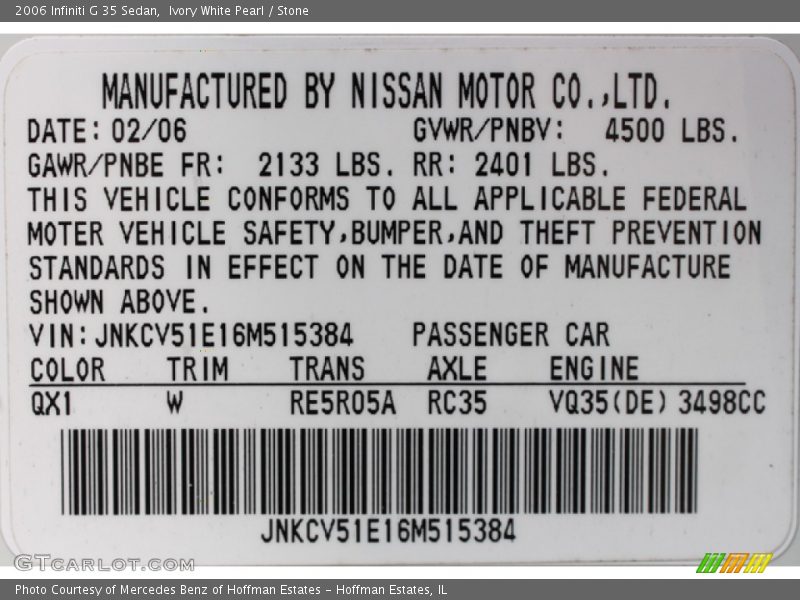 2006 Infiniti G 35 Sedan,  Ivory White Pearl / Stone
MANUFACTURED BY NISSAN MOTOR CO.,LTD.
DATE: 02/06 GVWR/PNBV: 4500 LBS.
GAWR/PNBE FR: 2133 LBS. RR: 2401 LBS.
THIS VEHICLE CONFORMS TO ALL APPLICABLE FEDERAL
MOTER VEHICLE SAFETY,BUMPER,AND THEFT PREVENTION
STANDARDS IN EFFECT ON THE DATE OF MANUFACTURE
SHOWN ABOVE.
VIN: JNKCV51E16M515384 PASSENGER CAR
COLOR TRIM TRANS AXLE ENGINE
QX1 W RE5R05A RC35 VQ35(DE) 3498CC
JNKCV51E16M515384
GTCARLOT.COM
Photo Courtesy of Mercedes Benz of Hoffman Estates - Hoffman Estates, IL